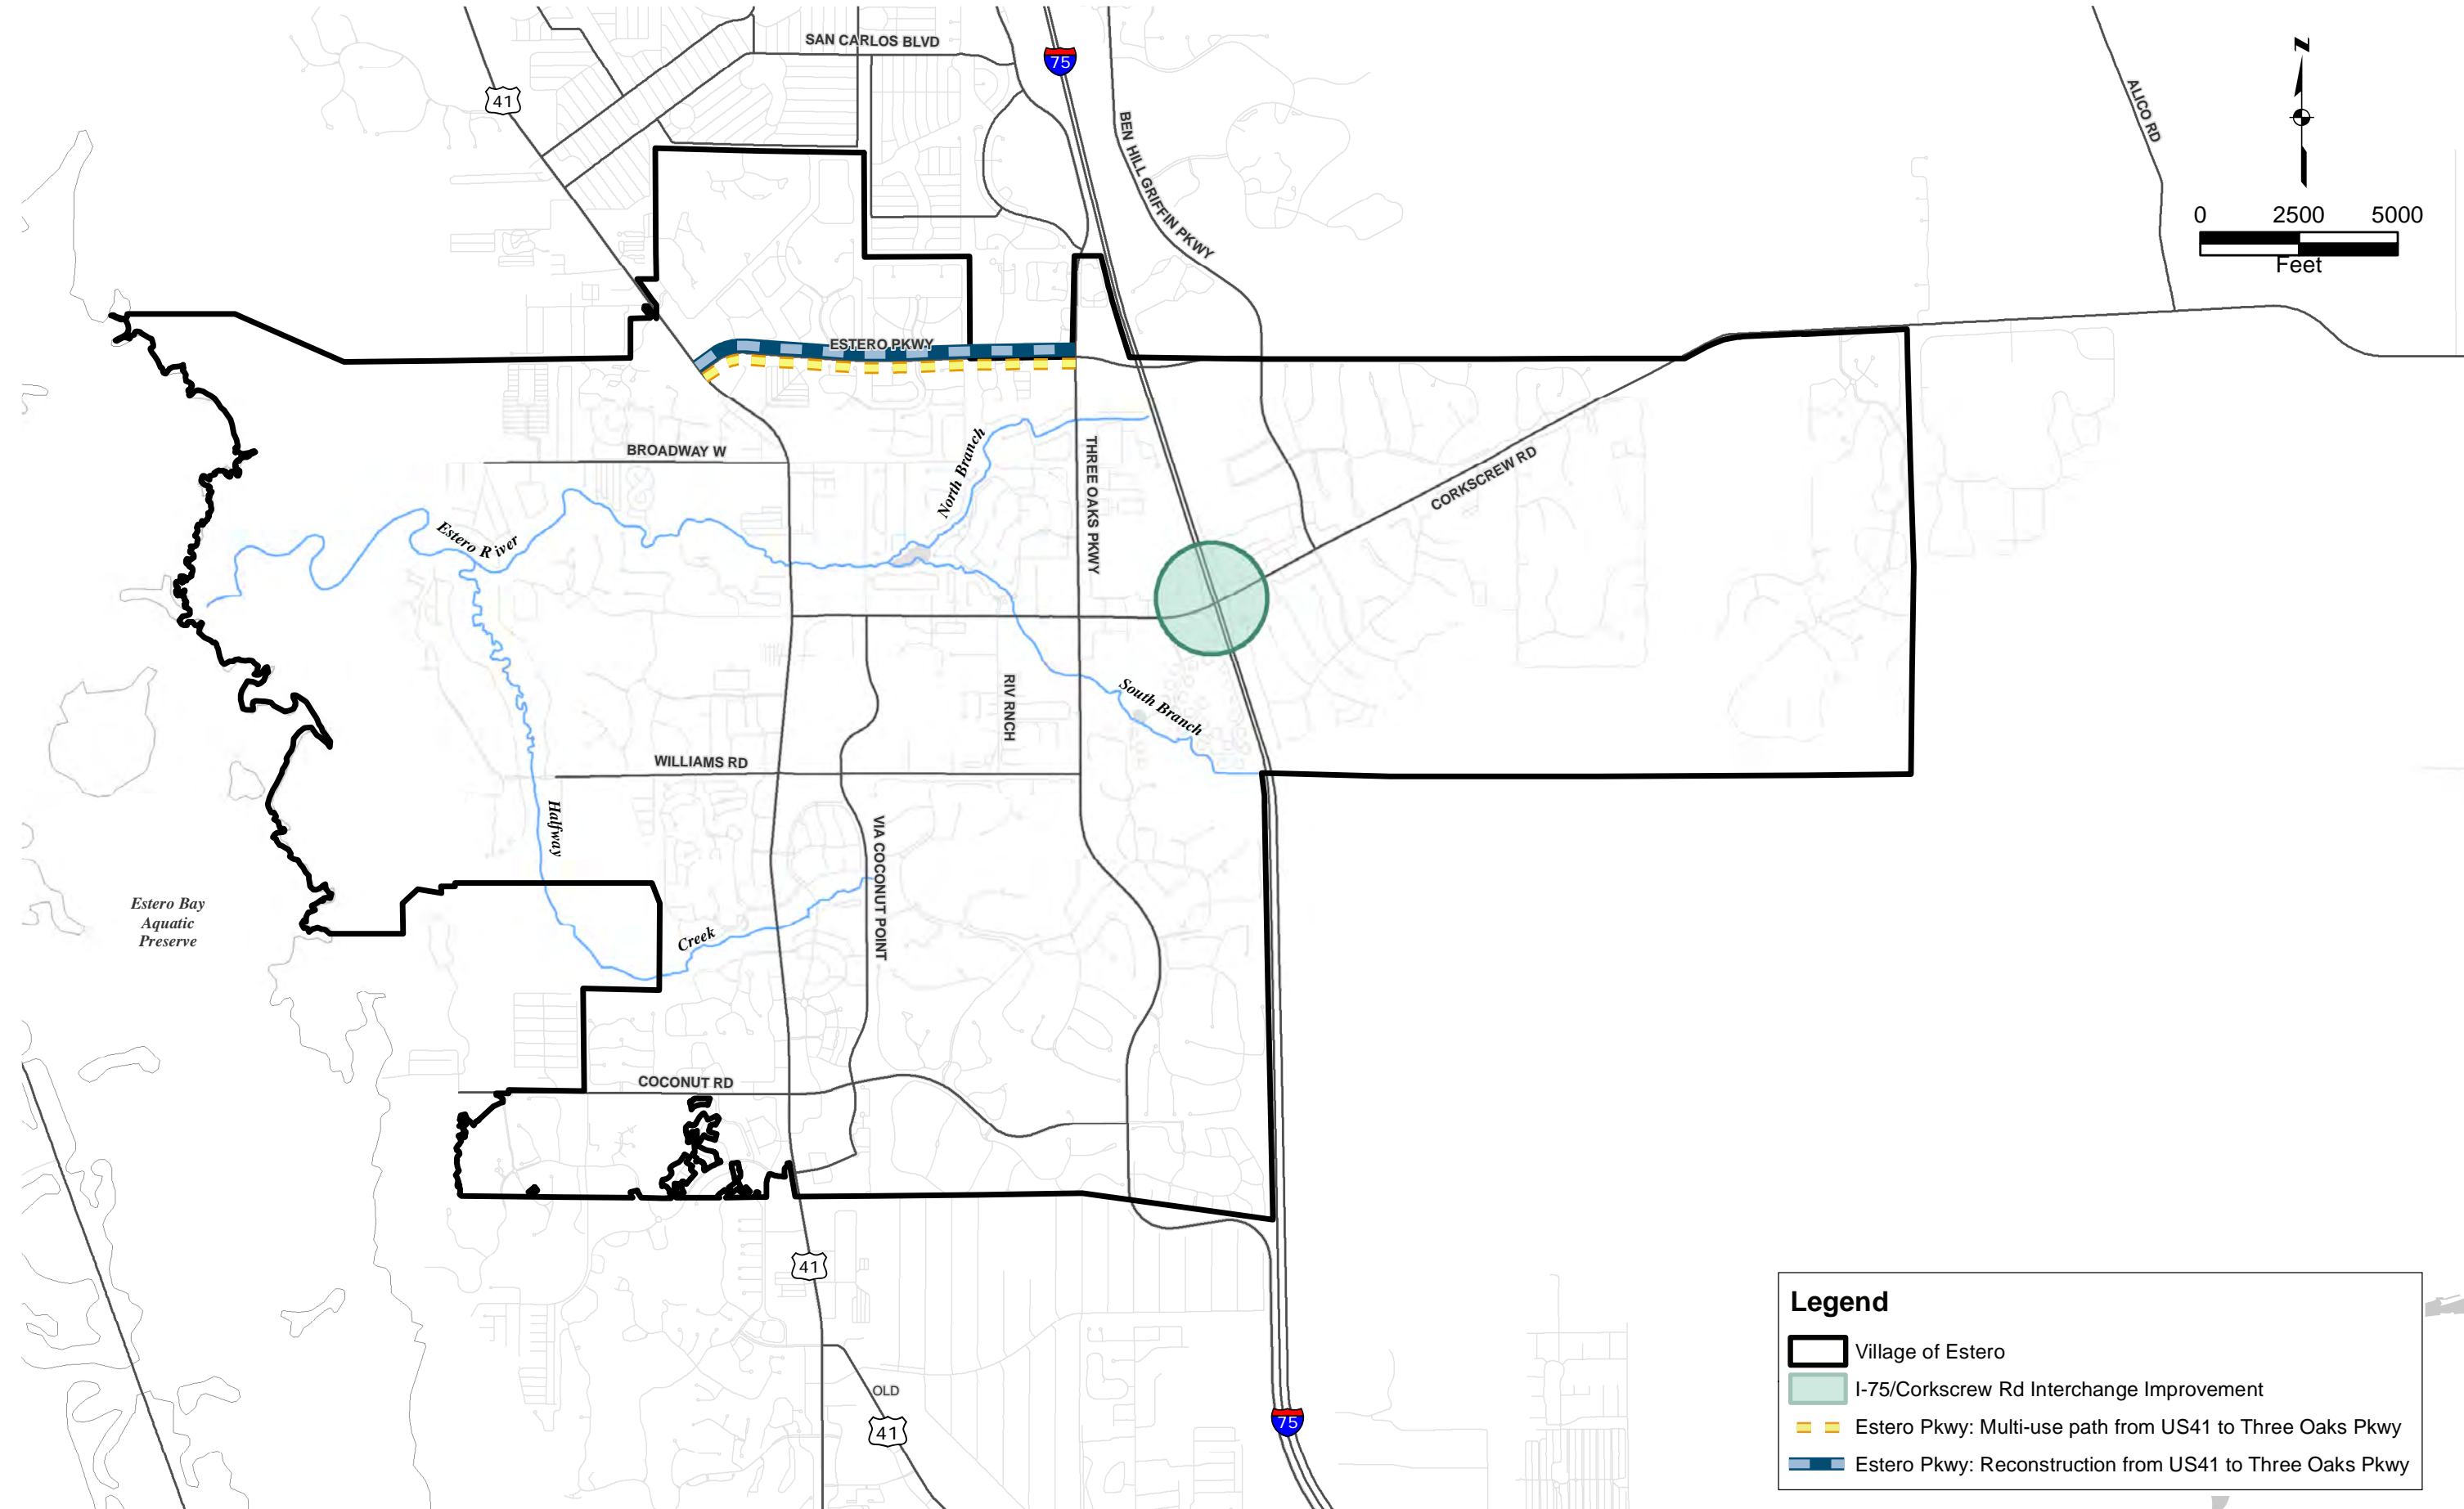 SAN CARLOS BLVD
75
41
BEN HILL GRIFFIN PKWY
ALICO RD
N
0 2500 5000
Feet
ESTERO PKWY
BROADWAY W
North Branch
THREE OAKS PKWY
CORKSCREW RD
Estero River
RIV RNCH
South Branch
WILLIAMS RD
Halfway
VIA COCONUT POINT
Estero Bay
Aquatic
Preserve
Creek
COCONUT RD
41
OLD
41
75
Legend
Village of Estero
I-75/Corkscrew Rd Interchange Improvement
Estero Pkwy: Multi-use path from US41 to Three Oaks Pkwy
Estero Pkwy: Reconstruction from US41 to Three Oaks Pkwy